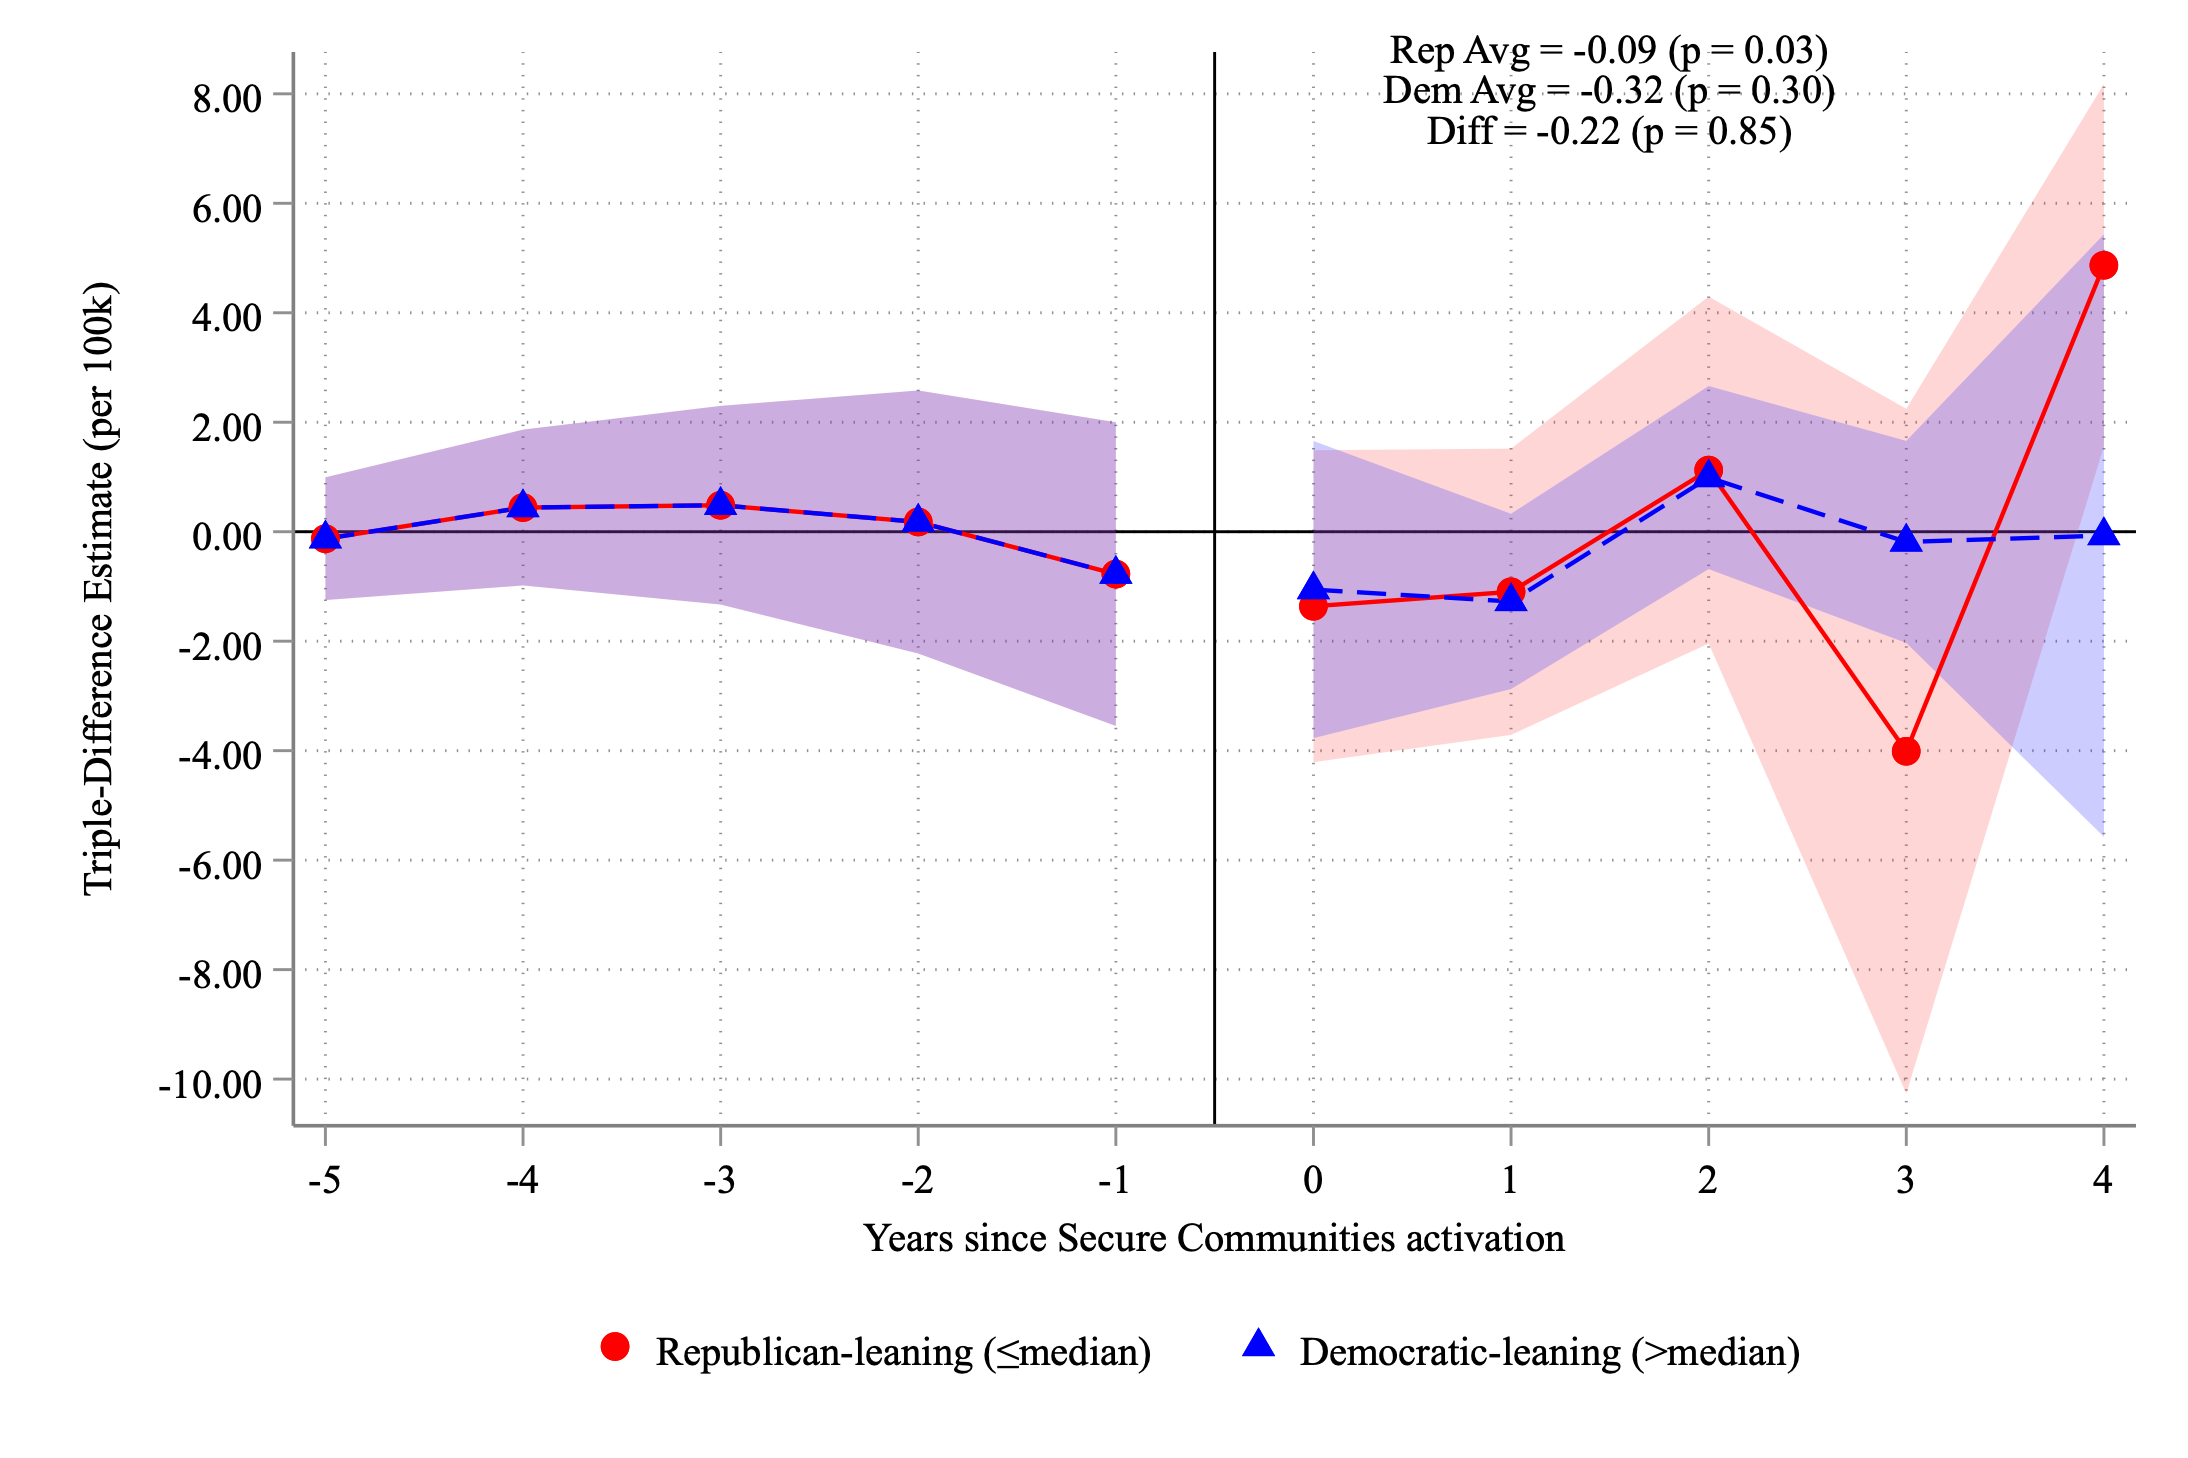 Rep Avg = -0.09 (p = 0.03)
Dem Avg = -0.32 (p = 0.30)
Diff = -0.22 (p = 0.85)
Triple-Difference Estimate (per 100k)
8.00
6.00
4.00
2.00
0.00
-2.00
-4.00
-6.00
-8.00
-10.00
-5 -4 -3 -2 -1 0 1 2 3 4
Years since Secure Communities activation
Republican-leaning (≤median) Democratic-leaning (>median)